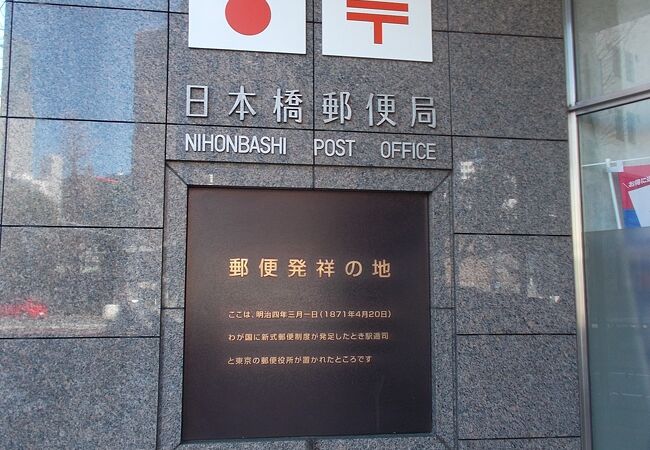 〒
日本橋郵便局
NIHONBASHI POST OFFICE
郵便発祥の地
ここは、明治四年三月一日(1871年4月20日)
わが国に新式郵便制度が発足したとき駅逓司
と東京の郵便役所が置かれたところです
お得に